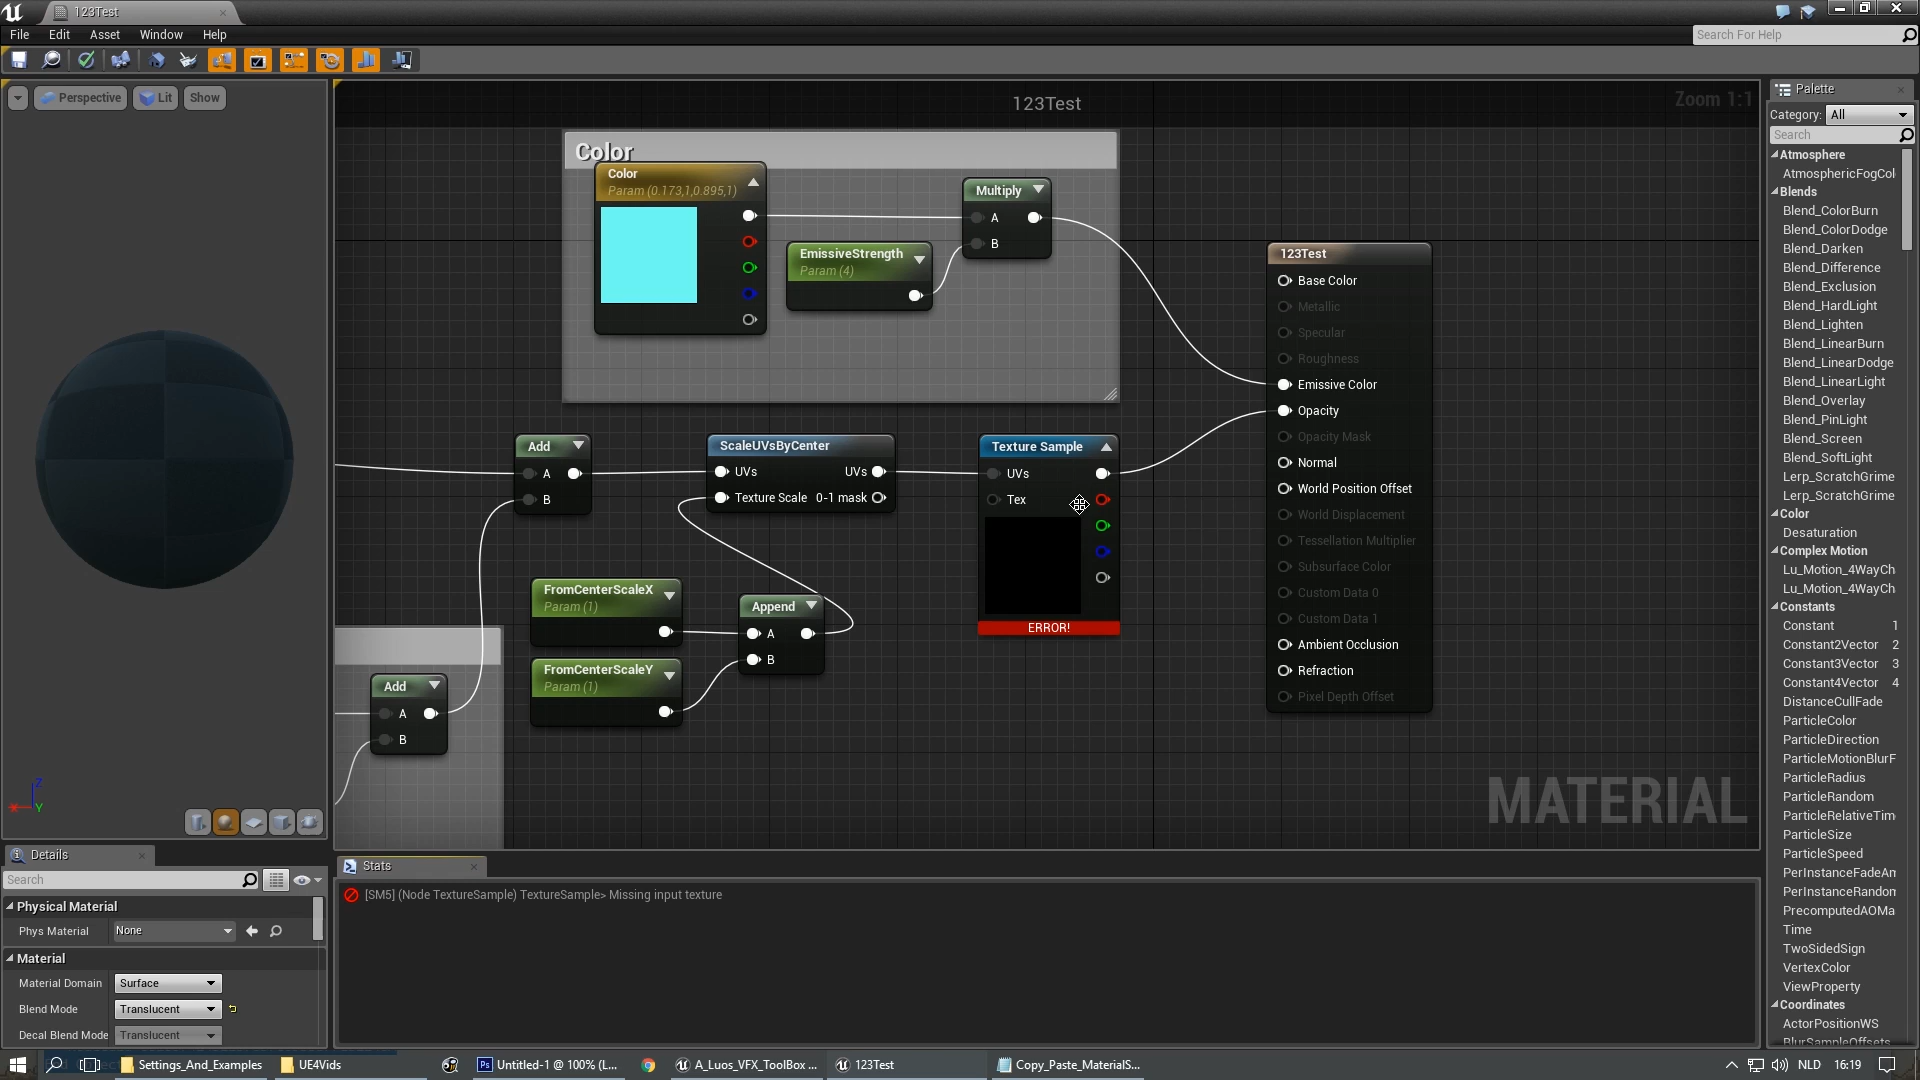 123Test
File Edit Asset Window Help
Search For Help
Perspective Lit Show
123Test
Zoom 1:1
Color
Color
Param (0.173,1,0.895,1)
Multiply
A
B
EmissiveStrength
Param (4)
123Test
Base Color
Metallic
Specular
Roughness
Emissive Color
Opacity
Opacity Mask
Normal
World Position Offset
World Displacement
Tessellation Multiplier
Subsurface Color
Custom Data 0
Custom Data 1
Ambient Occlusion
Refraction
Pixel Depth Offset
Add
A
B
ScaleUVsByCenter
UVs UVs
Texture Scale 0-1 mask
Texture Sample
UVs
Tex
ERROR!
FromCenterScaleX
Param (1)
FromCenterScaleY
Param (1)
Append
A
B
Add
A
B
MATERIAL
Z
X Y
Palette
Category: All
Search
Atmosphere
AtmosphericFogCol
Blends
Blend_ColorBurn
Blend_ColorDodge
Blend_Darken
Blend_Difference
Blend_Exclusion
Blend_HardLight
Blend_Lighten
Blend_LinearBurn
Blend_LinearDodge
Blend_LinearLight
Blend_Overlay
Blend_PinLight
Blend_Screen
Blend_SoftLight
Lerp_ScratchGrime
Lerp_ScratchGrime
Color
Desaturation
Complex Motion
Lu_Motion_4WayCh
Lu_Motion_4WayCh
Constants
Constant 1
Constant2Vector 2
Constant3Vector 3
Constant4Vector 4
DistanceCullFade
ParticleColor
ParticleDirection
ParticleMotionBlurF
ParticleRadius
ParticleRandom
ParticleRelativeTim
ParticleSize
ParticleSpeed
PerInstanceFadeAm
PerInstanceRandom
PrecomputedAOMa
Time
TwoSidedSign
VertexColor
ViewProperty
Coordinates
ActorPositionWS
BlurSampleOffsets
Details
Search
Physical Material
Phys Material None
Material
Material Domain Surface
Blend Mode Translucent
Decal Blend Mode Translucent
Stats
[SM5] (Node TextureSample) TextureSample> Missing input texture
Settings_And_Examples
UE4Vids
Ps Untitled-1 @ 100% (L...
A_Luos_VFX_ToolBox ...
123Test
Copy_Paste_MaterialS...
NLD 16:19